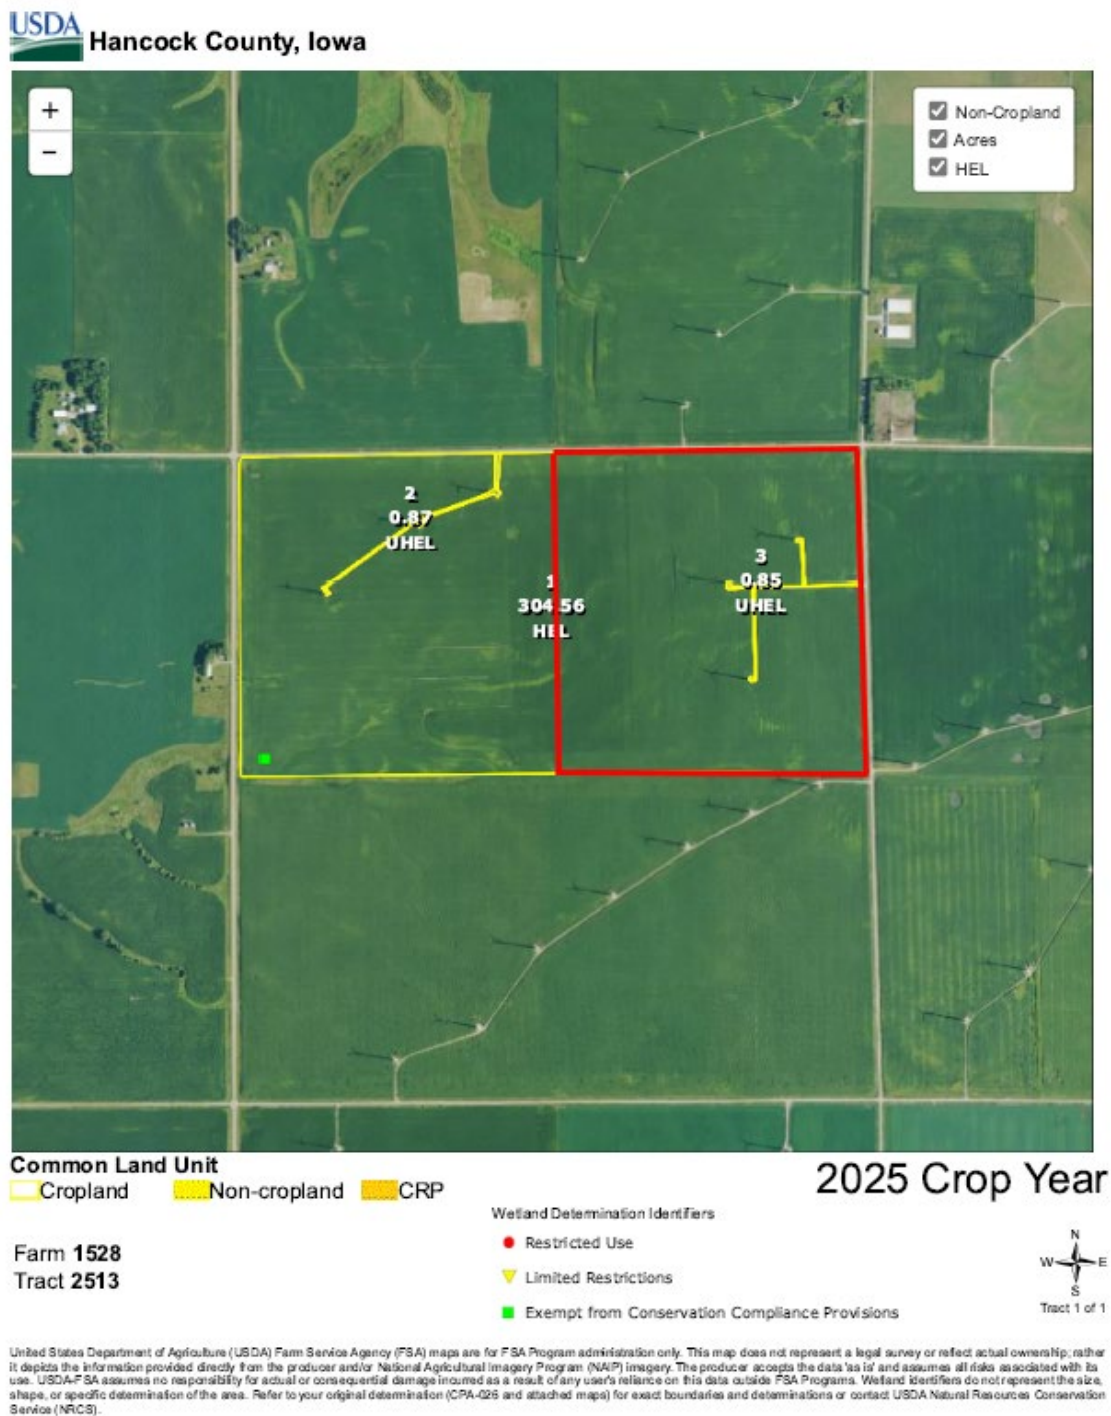 USDA
Hancock County, Iowa
+
−
Non-Cropland
Acres
HEL
2
0.87
UHEL
1
304.56
HEL
3
0.85
UHEL
Common Land Unit
Cropland Non-cropland CRP
2025 Crop Year
Wetland Determination Identifiers
Restricted Use
Limited Restrictions
Exempt from Conservation Compliance Provisions
Farm 1528
Tract 2513
N
W E
S
Tract 1 of 1
United States Department of Agriculture (USDA) Farm Service Agency (FSA) maps are for FSA Program administration only. This map does not represent a legal survey or reflect actual ownership; rather
it depicts the information provided directly from the producer and/or National Agricultural Imagery Program (NAIP) imagery. The producer accepts the data 'as is' and assumes all risks associated with its
use. USDA-FSA assumes no responsibility for actual or consequential damage incurred as a result of any user's reliance on this data outside FSA Programs. Wetland identifiers do not represent the size,
shape, or specific determination of the area. Refer to your original determination (CPA-026 and attached maps) for exact boundaries and determinations or contact USDA Natural Resources Conservation
Service (NRCS).